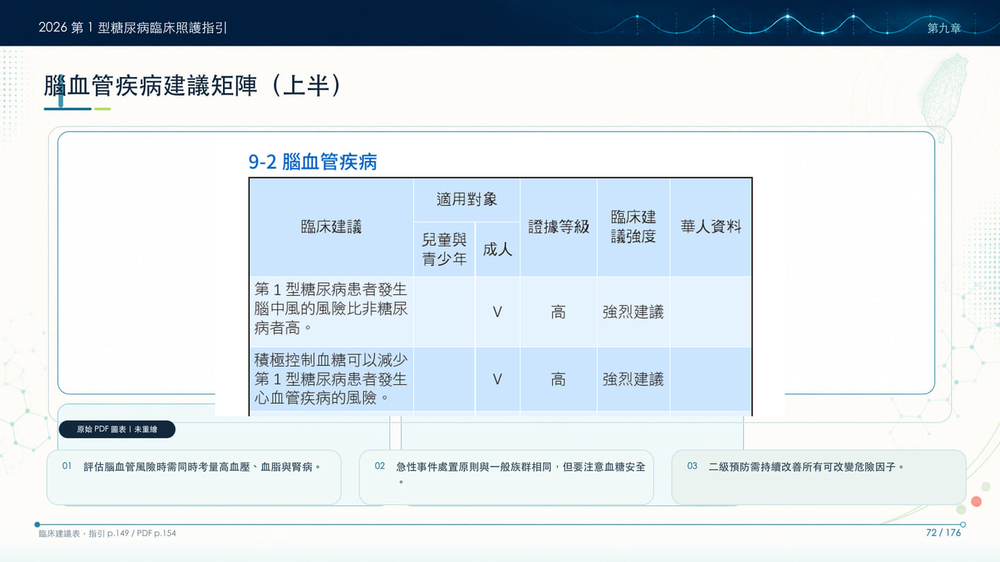 2026 第 1 型糖尿病臨床照護指引
第九章
腦血管疾病建議矩陣（上半）
9-2 腦血管疾病
臨床建議
適用對象
兒童與
青少年
成人
證據等級
臨床建
議強度
華人資料
第 1 型糖尿病患者發生
腦中風的風險比非糖尿
病者高。
V
高
強烈建議
積極控制血糖可以減少
第 1 型糖尿病患者發生
心血管疾病的風險。
V
高
強烈建議
原始 PDF 圖表｜未重繪
01 評估腦血管風險時需同時考量高血壓、血脂與腎病。
02 急性事件處置原則與一般族群相同，但要注意血糖安全
。
03 二級預防需持續改善所有可改變危險因子。
臨床建議表，指引 p.149 / PDF p.154
72 / 176